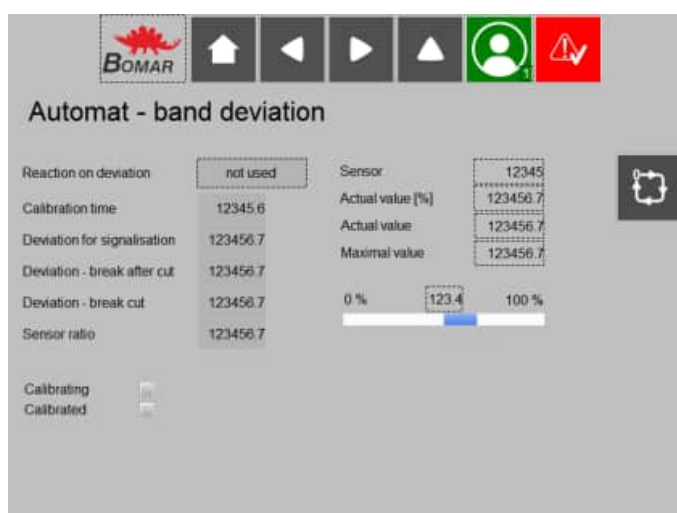 BOMAR
1
Automat - band deviation
Reaction on deviation not used
Calibration time 12345.6
Deviation for signalisation 123456.7
Deviation - break after cut 123456.7
Deviation - break cut 123456.7
Sensor ratio 123456.7
Calibrating
Calibrated
Sensor 12345
Actual value [%] 123456.7
Actual value 123456.7
Maximal value 123456.7
0 % 123.4 100 %